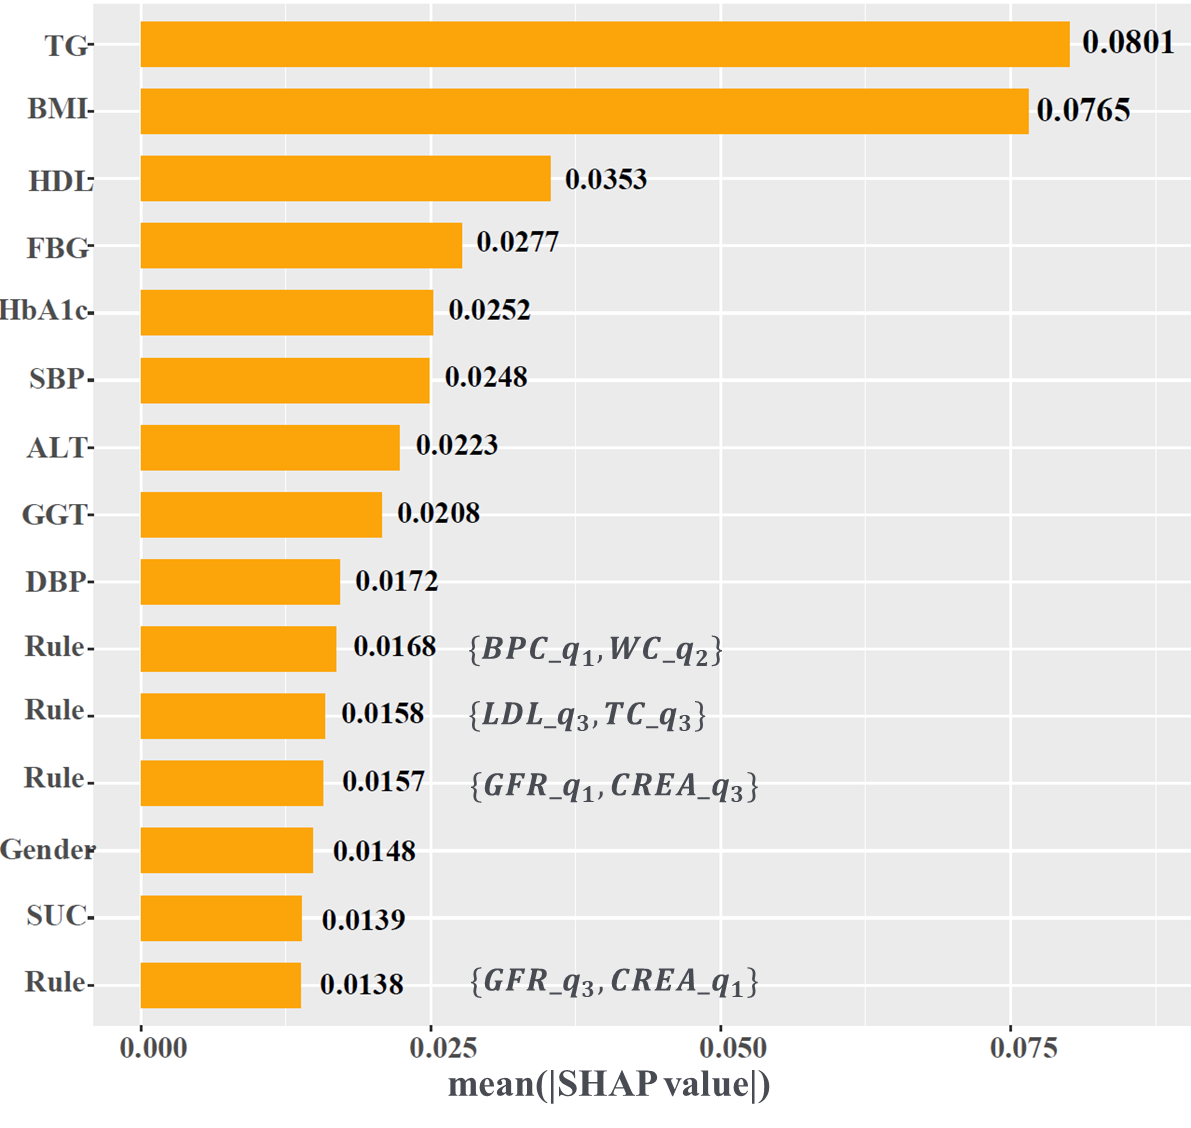 TG 0.0801
BMI 0.0765
HDL 0.0353
FBG 0.0277
HbA1c 0.0252
SBP 0.0248
ALT 0.0223
GGT 0.0208
DBP 0.0172
Rule 0.0168 {BPC_q₁, WC_q₂}
Rule 0.0158 {LDL_q₃, TC_q₃}
Rule 0.0157 {GFR_q₁, CREA_q₃}
Gender 0.0148
SUC 0.0139
Rule 0.0138 {GFR_q₃, CREA_q₁}
0.000 0.025 0.050 0.075
mean(|SHAP value|)